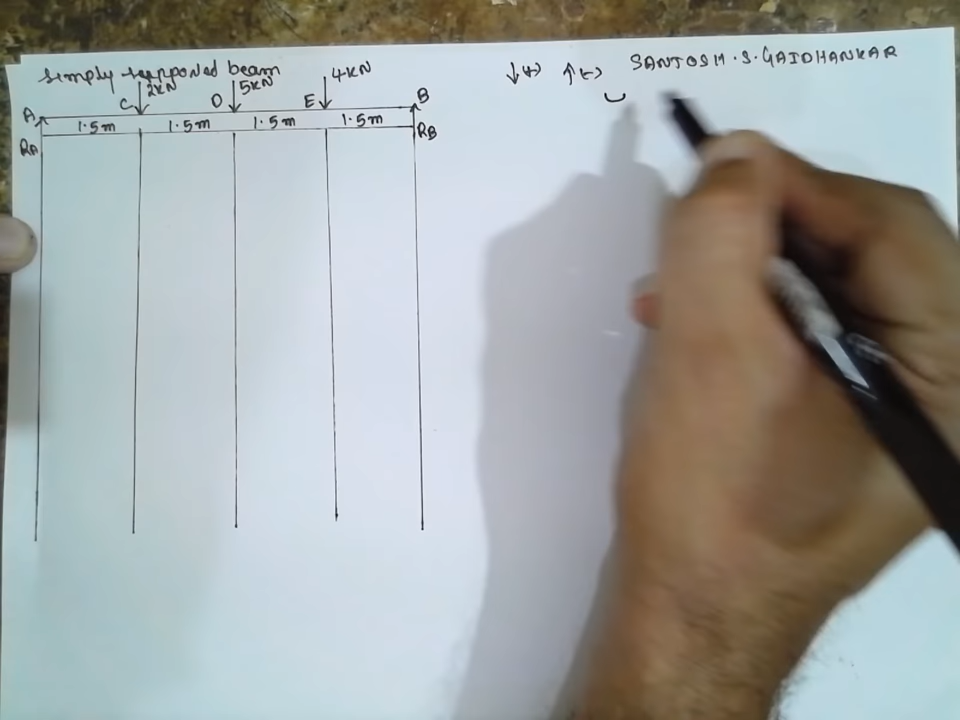 Simply supported beam
↓(+) ↑(-)
SANTOSH.S.GAIDHANKAR
2kN 5kN 4kN
A C D E B
1.5m 1.5m 1.5m 1.5m
RA RB